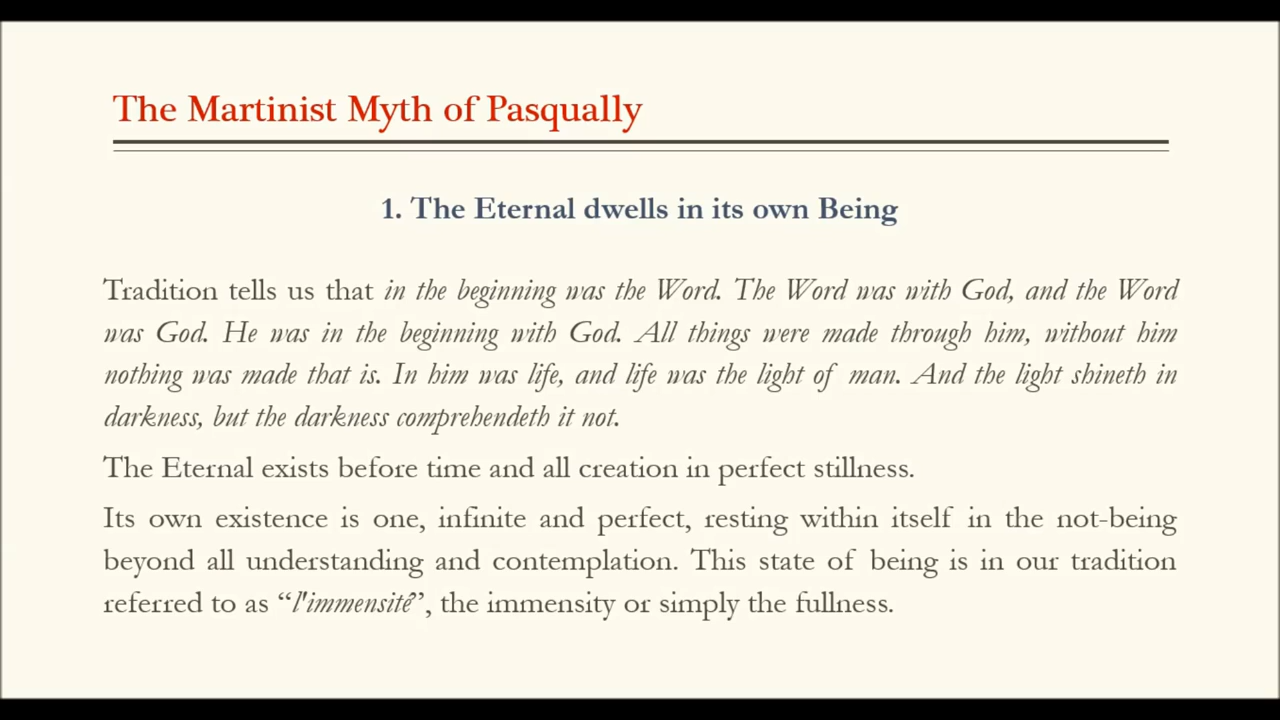 The Martinist Myth of Pasqually
1. The Eternal dwells in its own Being
Tradition tells us that in the beginning was the Word. The Word was with God, and the Word
was God. He was in the beginning with God. All things were made through him, without him
nothing was made that is. In him was life, and life was the light of man. And the light shineth in
darkness, but the darkness comprehendeth it not.
The Eternal exists before time and all creation in perfect stillness.
Its own existence is one, infinite and perfect, resting within itself in the not-being
beyond all understanding and contemplation. This state of being is in our tradition
referred to as “l'immensité”, the immensity or simply the fullness.